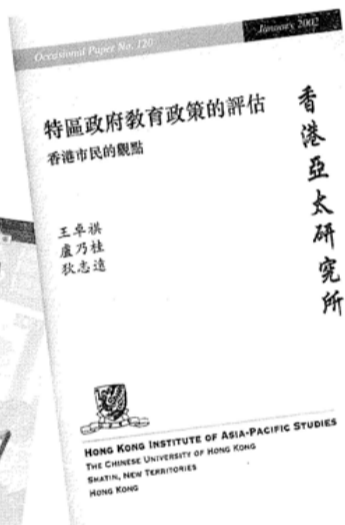 Occasional Paper No. 120
January 2002
特區政府教育政策的評估
香港市民的觀點
王卓祺
盧乃桂
狄志遠
香港亞太研究所
HONG KONG INSTITUTE OF ASIA-PACIFIC STUDIES
THE CHINESE UNIVERSITY OF HONG KONG
SHATIN, NEW TERRITORIES
HONG KONG